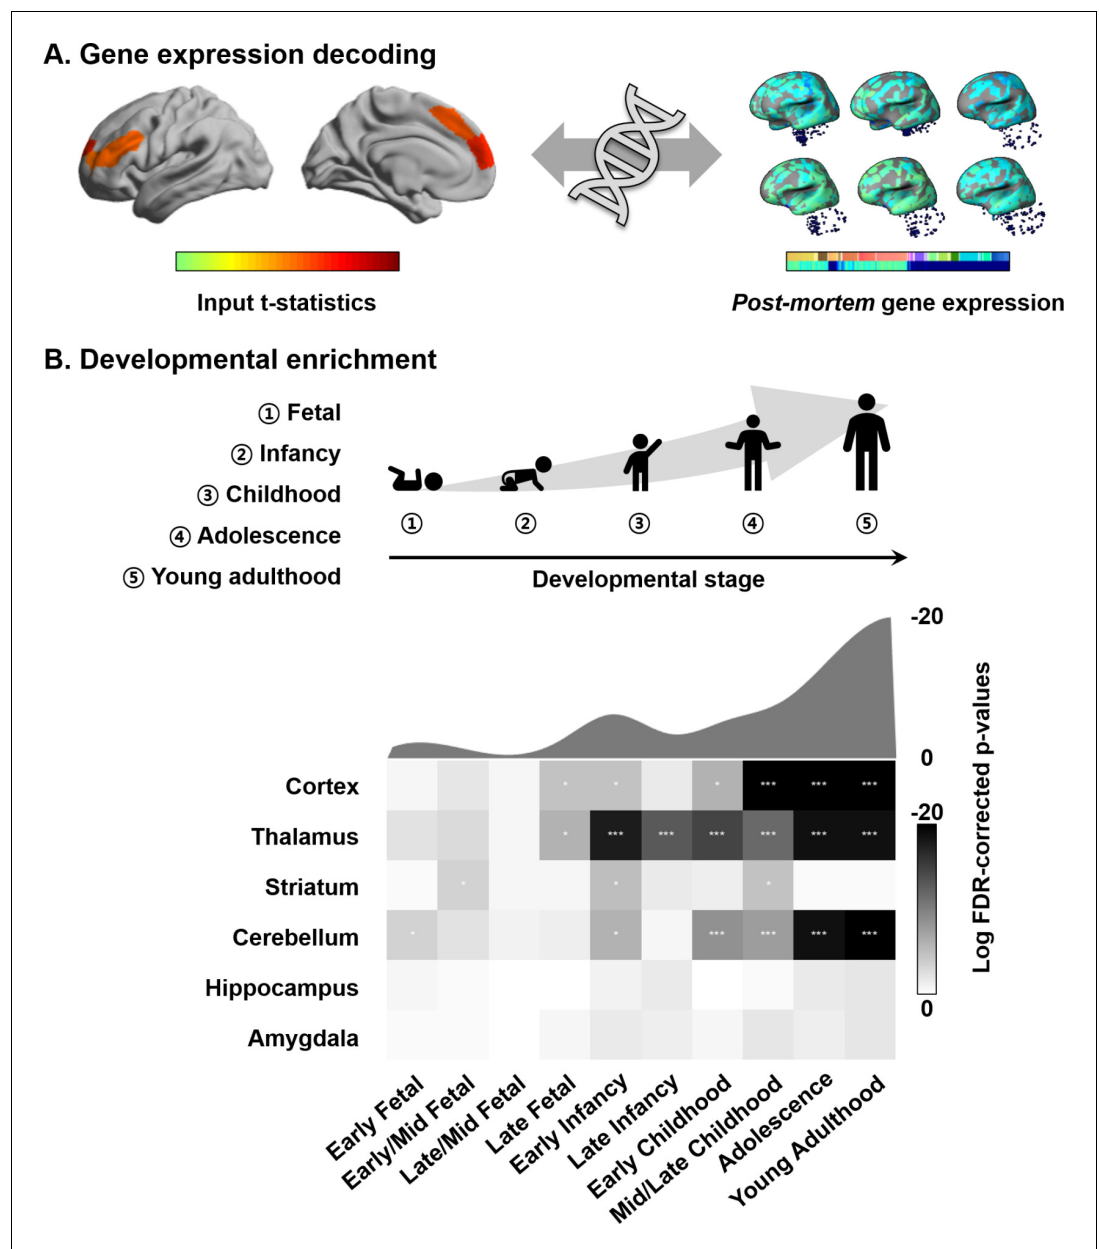 A. Gene expression decoding
Input t-statistics
Post-mortem gene expression
B. Developmental enrichment
① Fetal
② Infancy
③ Childhood
④ Adolescence
⑤ Young adulthood
① ② ③ ④ ⑤
Developmental stage
-20
0
Log FDR-corrected p-values
-20
0
Cortex * * * *** *** ***
Thalamus * *** *** *** *** *** ***
Striatum * * *
Cerebellum * * *** *** *** ***
Hippocampus
Amygdala
Early Fetal
Early/Mid Fetal
Late/Mid Fetal
Late Fetal
Early Infancy
Late Infancy
Early Childhood
Mid/Late Childhood
Adolescence
Young Adulthood